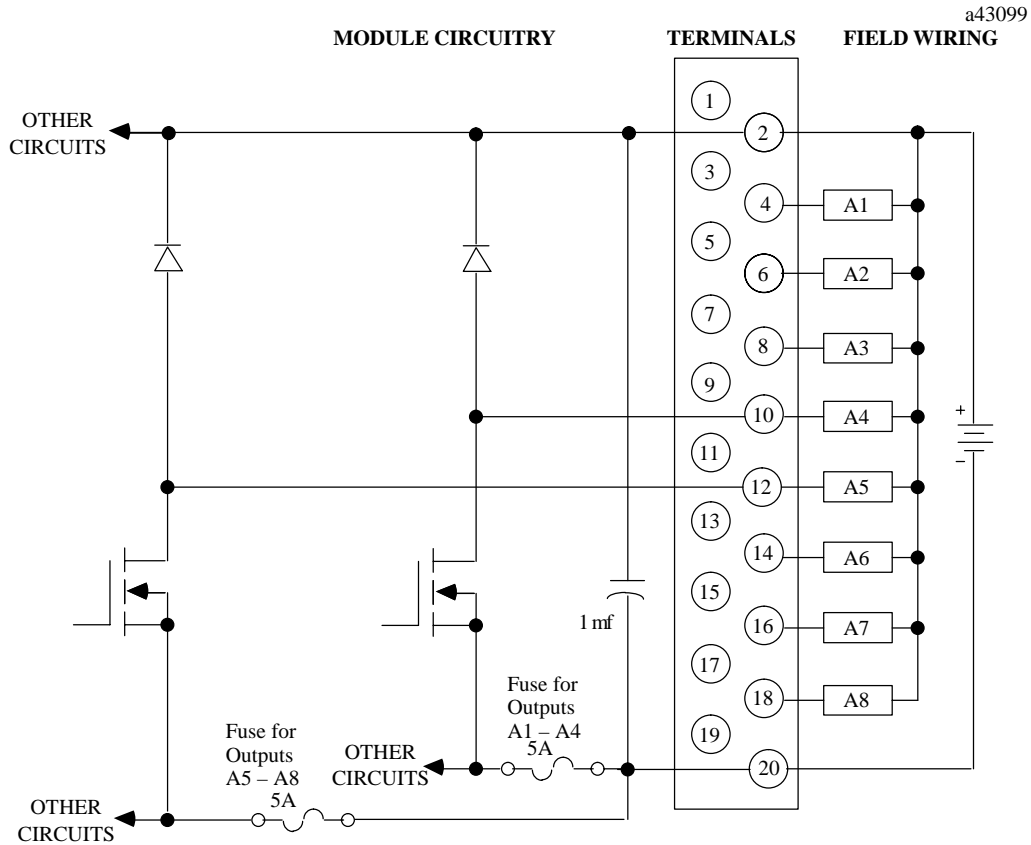 a43099
MODULE CIRCUITRY
TERMINALS
FIELD WIRING
OTHER
CIRCUITS
1
2
3
4
A1
5
6
A2
7
8
A3
9
10
A4
+
−
11
12
A5
13
14
A6
15
1 mf
16
A7
17
18
A8
19
20
Fuse for
Outputs
A1 – A4
5A
OTHER
CIRCUITS
Fuse for
Outputs
A5 – A8
5A
OTHER
CIRCUITS